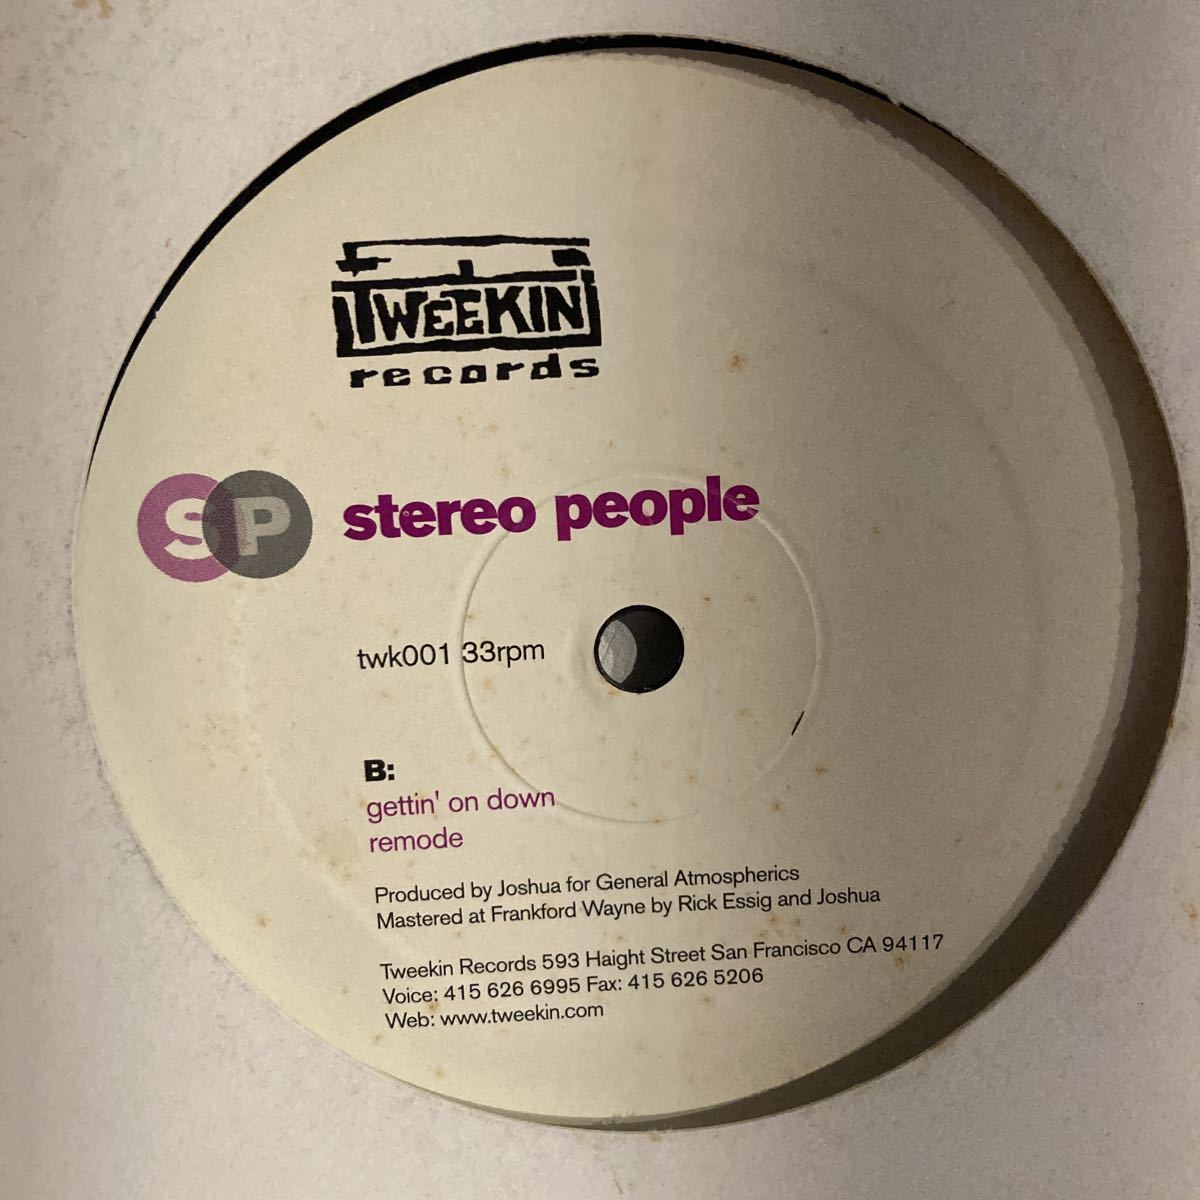 TWEEKIN
records
SP stereo people
twk001 33rpm
B:
gettin' on down
remode
Produced by Joshua for General Atmospherics
Mastered at Frankford Wayne by Rick Essig and Joshua
Tweekin Records 593 Haight Street San Francisco CA 94117
Voice: 415 626 6995 Fax: 415 626 5206
Web: www.tweekin.com